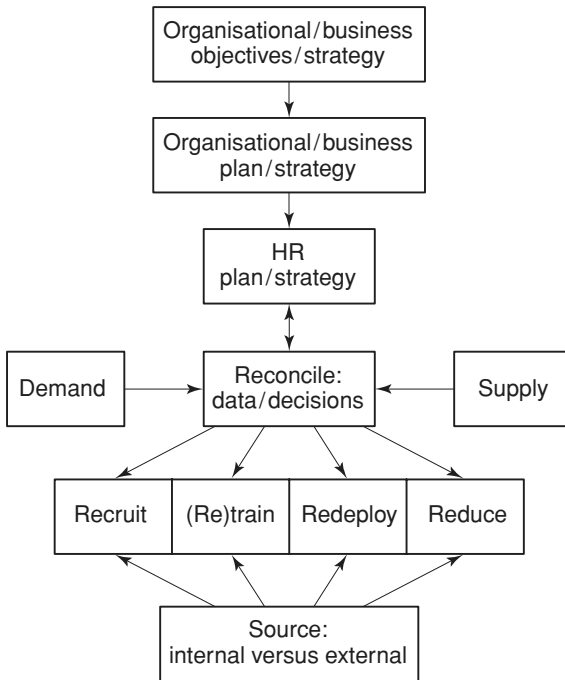 Organisational/business
objectives/strategy
Organisational/business
plan/strategy
HR
plan/strategy
Demand
Reconcile:
data/decisions
Supply
Recruit
(Re)train
Redeploy
Reduce
Source:
internal versus external